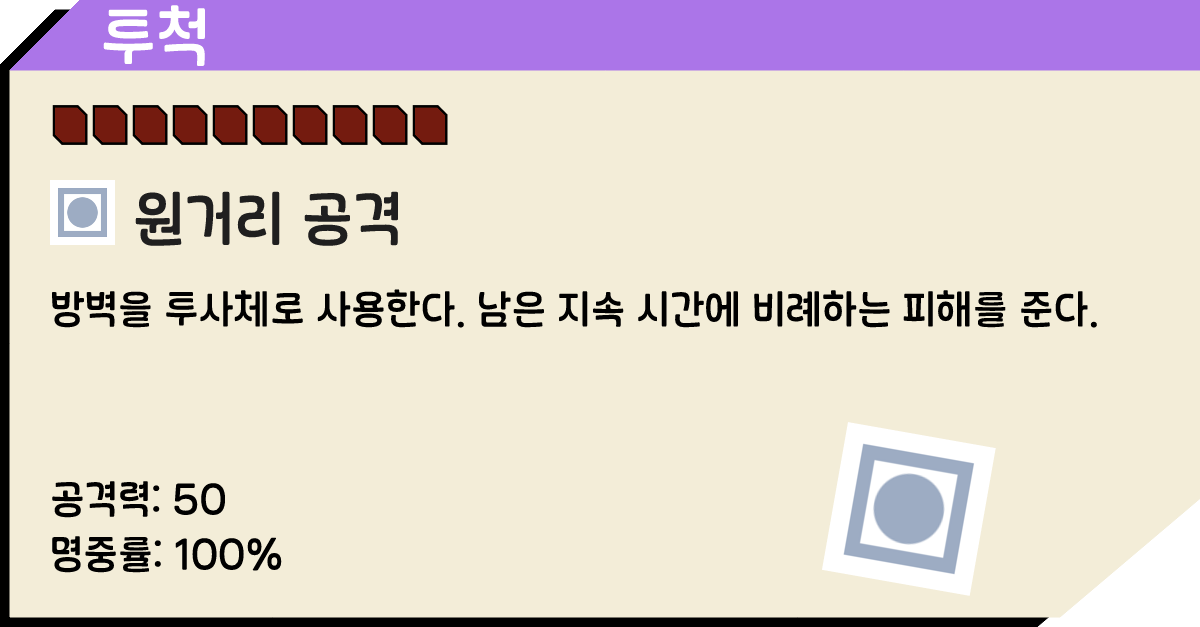 투척
원거리 공격
방벽을 투사체로 사용한다. 남은 지속 시간에 비례하는 피해를 준다.
공격력: 50
명중률: 100%